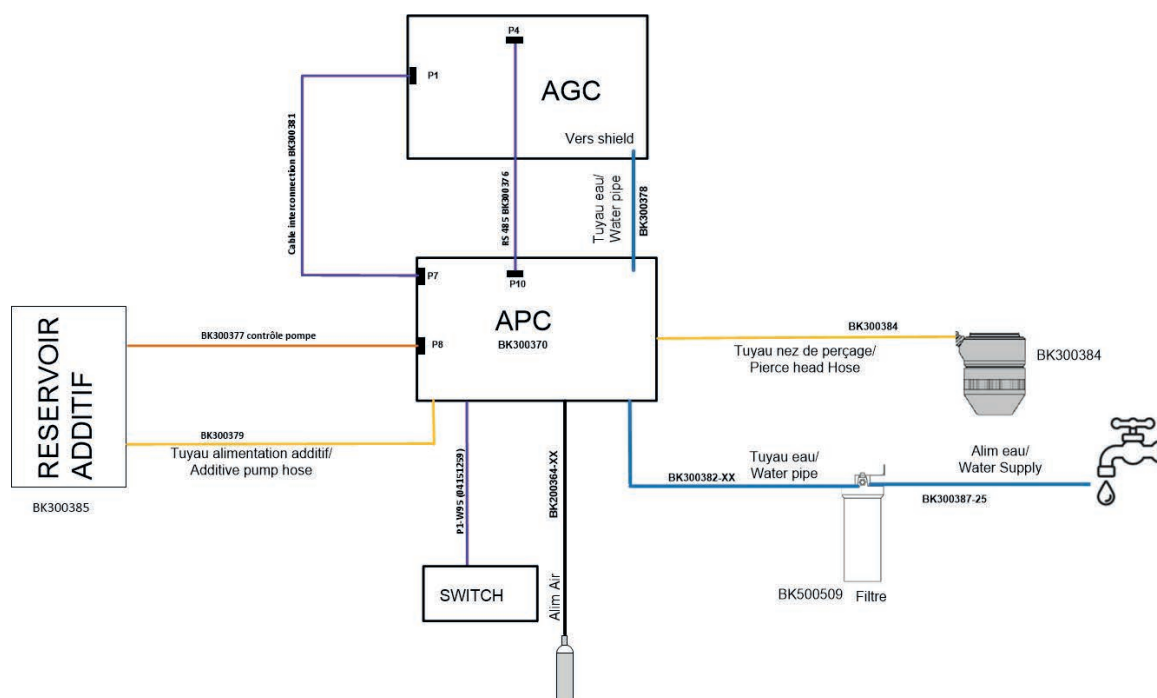 P4
P1
AGC
Vers shield
Cable interconnection BK300381
RS 485 BK300376
Tuyau eau/
Water pipe
BK300378
P7
P10
APC
BK300370
RESERVOIR
ADDITIF
BK300377 contrôle pompe
P8
BK300384
Tuyau nez de perçage/
Pierce head Hose
BK300384
BK300379
Tuyau alimentation additif/
Additive pump hose
BK300385
P1-W95 (04151259)
BK200364-XX
Alim Air
Tuyau eau/
Water pipe
BK300382-XX
Alim eau/
Water Supply
BK300387-25
SWITCH
BK500509
Filtre